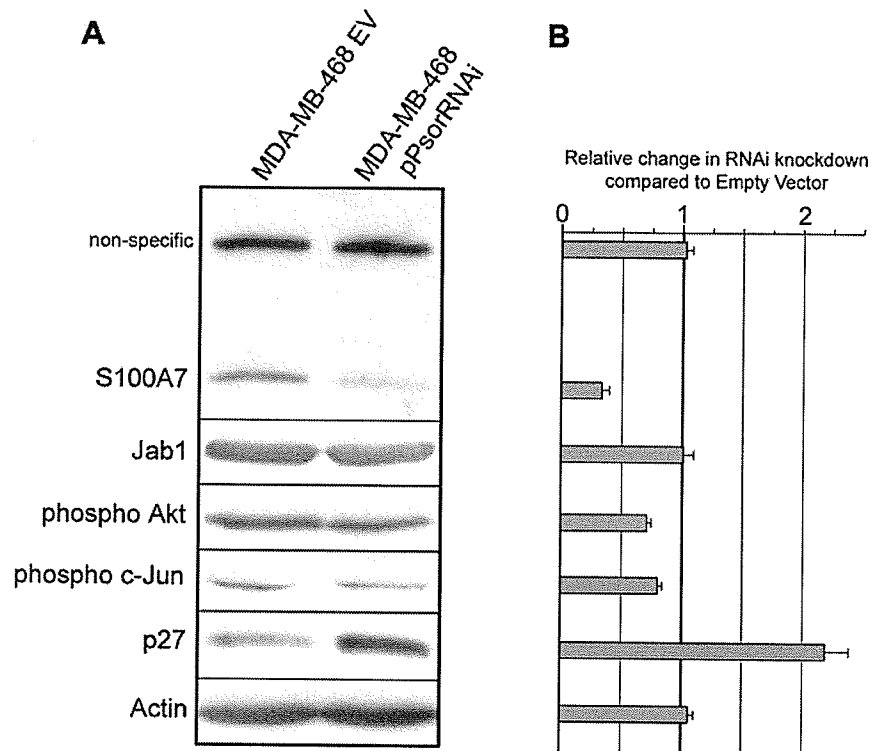 A
MDA-MB-468 EV
MDA-MB-468
pPsorRNAi
non-specific
S100A7
Jab1
phospho Akt
phospho c-Jun
p27
Actin
B
Relative change in RNAi knockdown
compared to Empty Vector
0 1 2